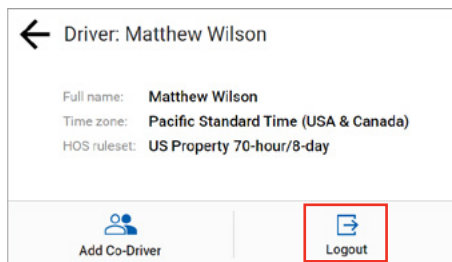 Driver: Matthew Wilson
Full name: Matthew Wilson
Time zone: Pacific Standard Time (USA & Canada)
HOS ruleset: US Property 70-hour/8-day
Add Co-Driver
Logout